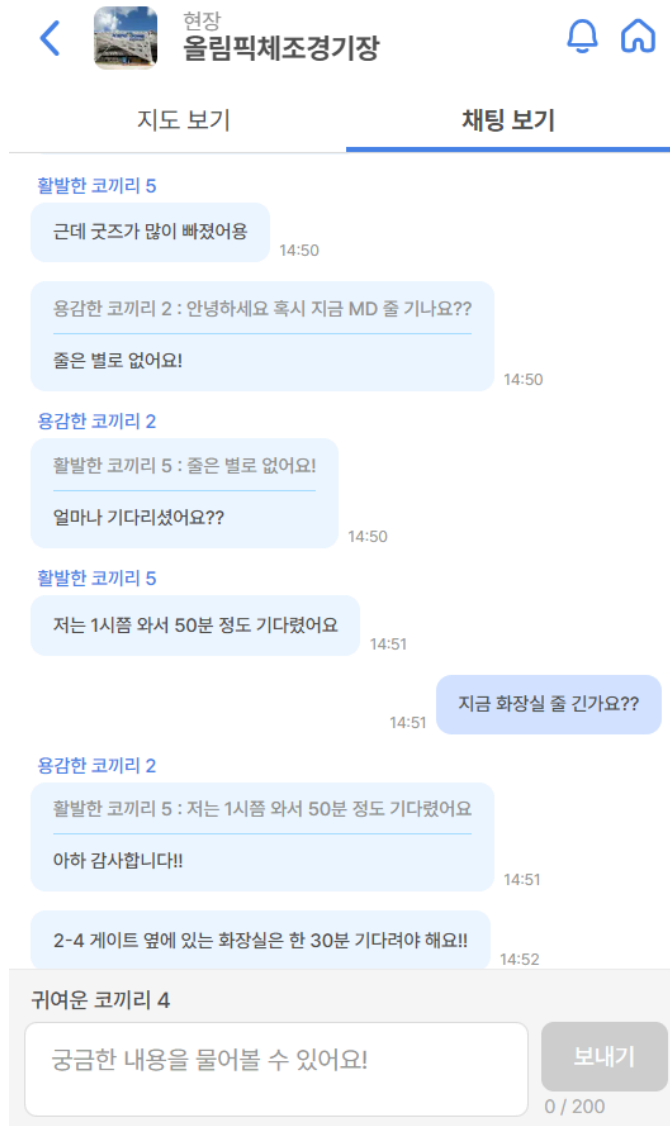 현장
올림픽체조경기장
지도 보기
채팅 보기
활발한 코끼리 5
근데 굿즈가 많이 빠졌어용
14:50
용감한 코끼리 2 : 안녕하세요 혹시 지금 MD 줄 기나요??
줄은 별로 없어요!
14:50
용감한 코끼리 2
활발한 코끼리 5 : 줄은 별로 없어요!
얼마나 기다리셨어요??
14:50
활발한 코끼리 5
저는 1시쯤 와서 50분 정도 기다렸어요
14:51
지금 화장실 줄 긴가요??
14:51
용감한 코끼리 2
활발한 코끼리 5 : 저는 1시쯤 와서 50분 정도 기다렸어요
아하 감사합니다!!
14:51
2-4 게이트 옆에 있는 화장실은 한 30분 기다려야 해요!!
14:52
귀여운 코끼리 4
궁금한 내용을 물어볼 수 있어요!
보내기
0 / 200